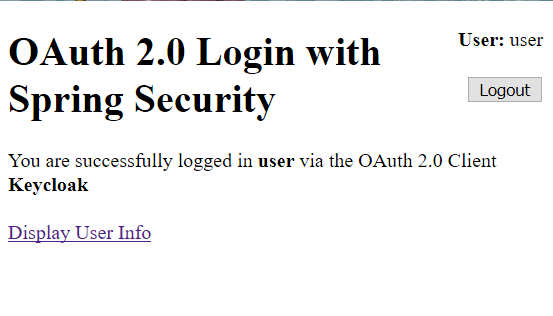 User: user
OAuth 2.0 Login with
Spring Security
Logout
You are successfully logged in user via the OAuth 2.0 Client
Keycloak
Display User Info